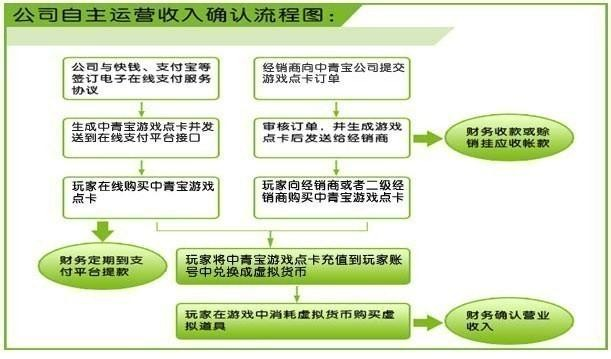 公司自主运营收入确认流程图：
公司与快钱、支付宝等
签订电子在线支付服务
协议
经销商向中青宝公司提交
游戏点卡订单
生成中青宝游戏点卡并发
送到在线支付平台接口
审核订单，并生成游戏
点卡后发送给经销商
财务收款或赊
销挂应收帐款
玩家在线购买中青宝游戏
点卡
玩家向经销商或者二级经
销商购买中青宝游戏点卡
财务定期到支
付平台提款
玩家将中青宝游戏点卡充值到玩家账
号中兑换成虚拟货币
玩家在游戏中消耗虚拟货币购买虚
拟道具
财务确认营业
收入